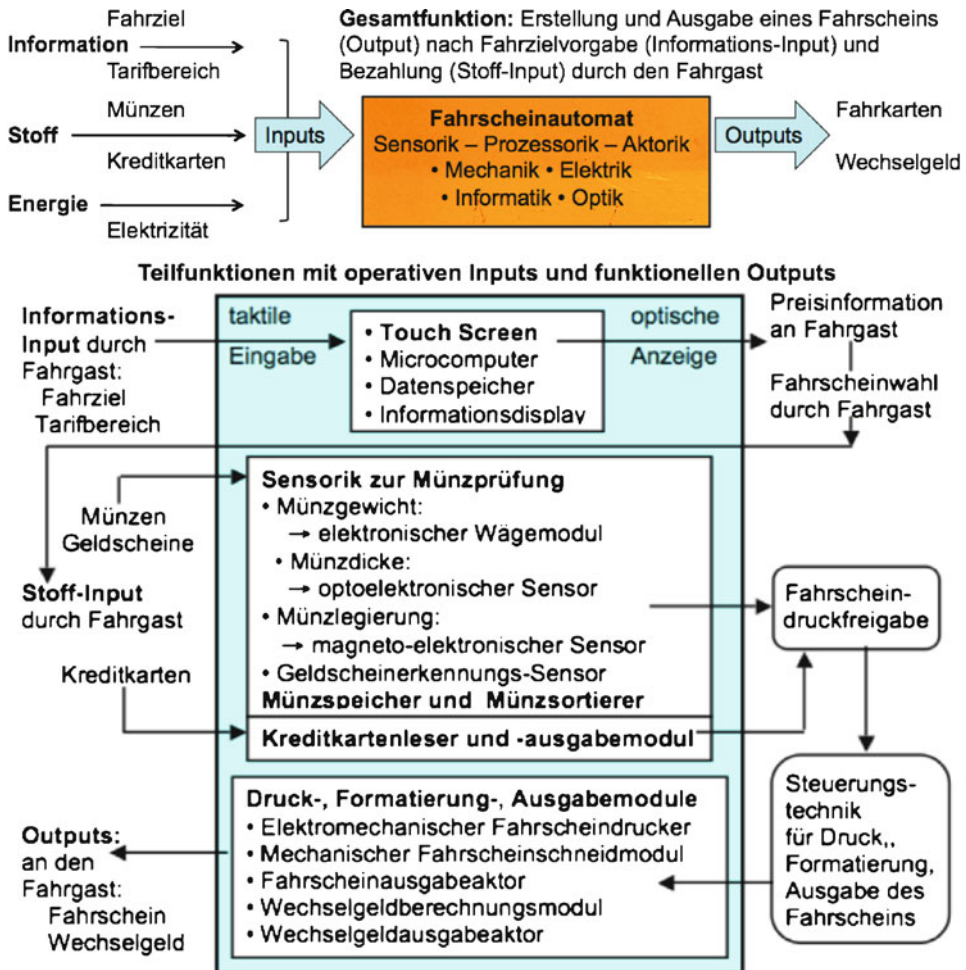 Fahrziel
Information
Tarifbereich
Münzen
Stoff
Kreditkarten
Energie
Elektrizität
Inputs
Gesamtfunktion: Erstellung und Ausgabe eines Fahrscheins
(Output) nach Fahrzielvorgabe (Informations-Input) und
Bezahlung (Stoff-Input) durch den Fahrgast
Fahrscheinautomat
Sensorik – Prozessorik – Aktorik
• Mechanik • Elektrik
• Informatik • Optik
Outputs
Fahrkarten
Wechselgeld
Teilfunktionen mit operativen Inputs und funktionellen Outputs
Informations-
Input durch
Fahrgast:
Fahrziel
Tarifbereich
taktile
Eingabe
• Touch Screen
• Microcomputer
• Datenspeicher
• Informationsdisplay
optische
Anzeige
Preisinformation
an Fahrgast
Fahrscheinwahl
durch Fahrgast
Münzen
Geldscheine
Stoff-Input
durch Fahrgast
Kreditkarten
Sensorik zur Münzprüfung
• Münzgewicht:
→ elektronischer Wägemodul
• Münzdicke:
→ optoelektronischer Sensor
• Münzlegierung:
→ magneto-elektronischer Sensor
• Geldscheinerkennungs-Sensor
Münzspeicher und Münzsortierer
Kreditkartenleser und -ausgabemodul
Fahrschein-
druckfreigabe
Steuerungs-
technik
für Druck,,
Formatierung,
Ausgabe des
Fahrscheins
Druck-, Formatierung-, Ausgabemodule
• Elektromechanischer Fahrscheindrucker
• Mechanischer Fahrscheinschneidmodul
• Fahrscheinausgabeaktor
• Wechselgeldberechnungsmodul
• Wechselgeldausgabeaktor
Outputs:
an den
Fahrgast:
Fahrschein
Wechselgeld